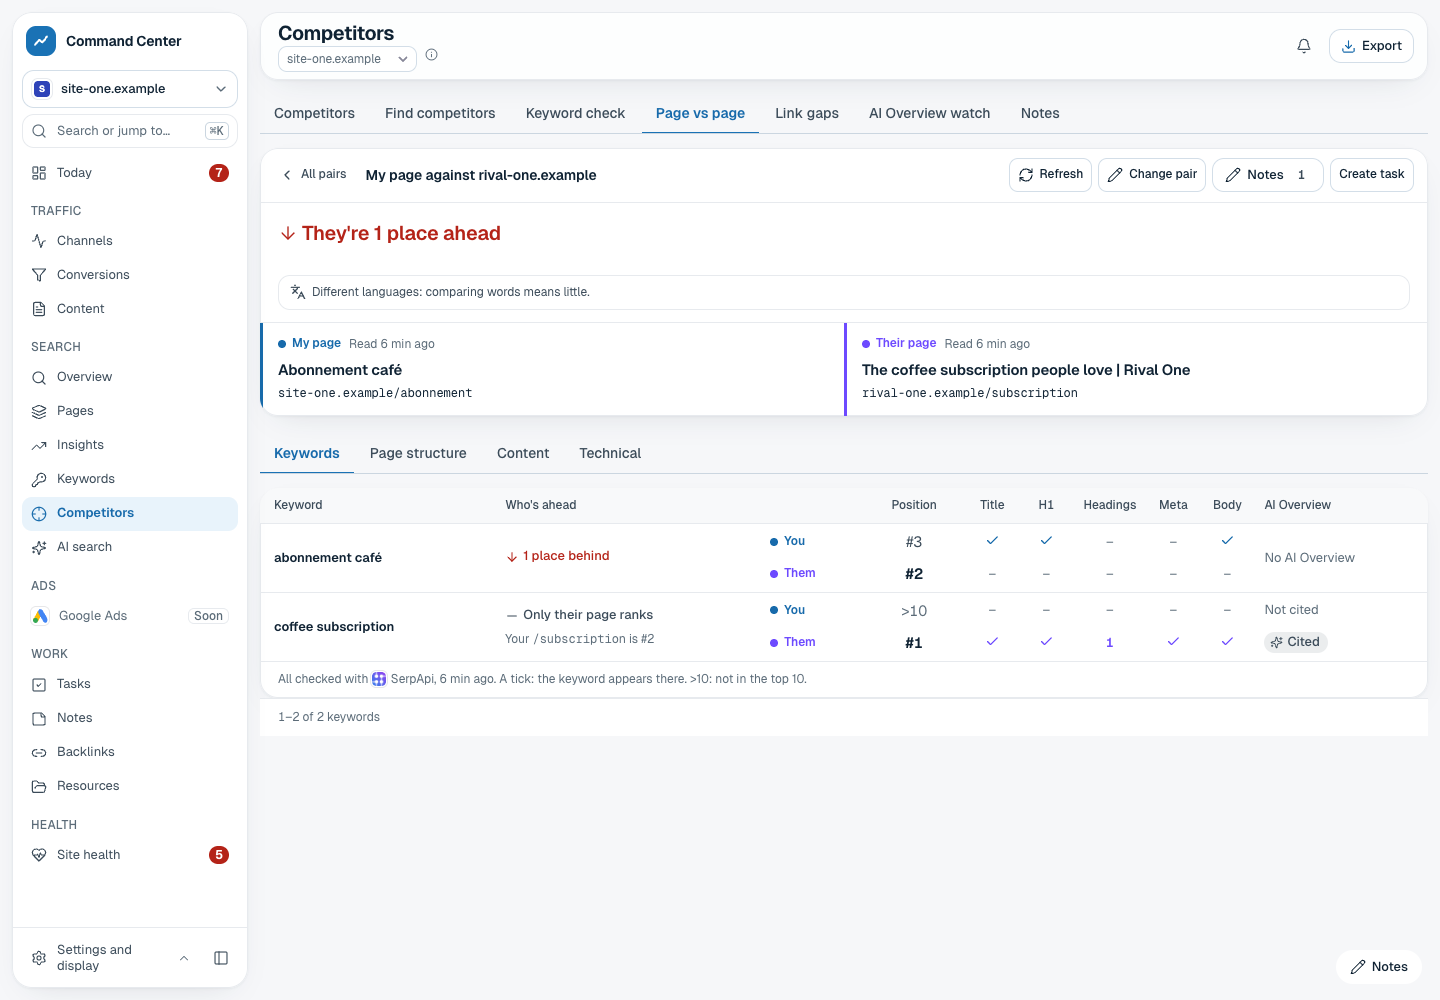 Command Center
S site-one.example
Search or jump to… ⌘K
Today 7
TRAFFIC
Channels
Conversions
Content
SEARCH
Overview
Pages
Insights
Keywords
Competitors
AI search
ADS
Google Ads Soon
WORK
Tasks
Notes
Backlinks
Resources
HEALTH
Site health 5
Settings and
display
Competitors
site-one.example
Export
Competitors Find competitors Keyword check Page vs page Link gaps AI Overview watch Notes
All pairs My page against rival-one.example Refresh Change pair Notes 1 Create task
They're 1 place ahead
Different languages: comparing words means little.
My page Read 6 min ago
Abonnement café
site-one.example/abonnement
Their page Read 6 min ago
The coffee subscription people love | Rival One
rival-one.example/subscription
Keywords Page structure Content Technical
Keyword Who's ahead Position Title H1 Headings Meta Body AI Overview
abonnement café 1 place behind No AI Overview
You #3 ✓ ✓ – – ✓
Them #2 – – – – –
coffee subscription — Only their page ranks
Your /subscription is #2
You >10 – – – – – Not cited
Them #1 ✓ ✓ 1 ✓ ✓ Cited
All checked with SerpApi, 6 min ago. A tick: the keyword appears there. >10: not in the top 10.
1–2 of 2 keywords
Notes